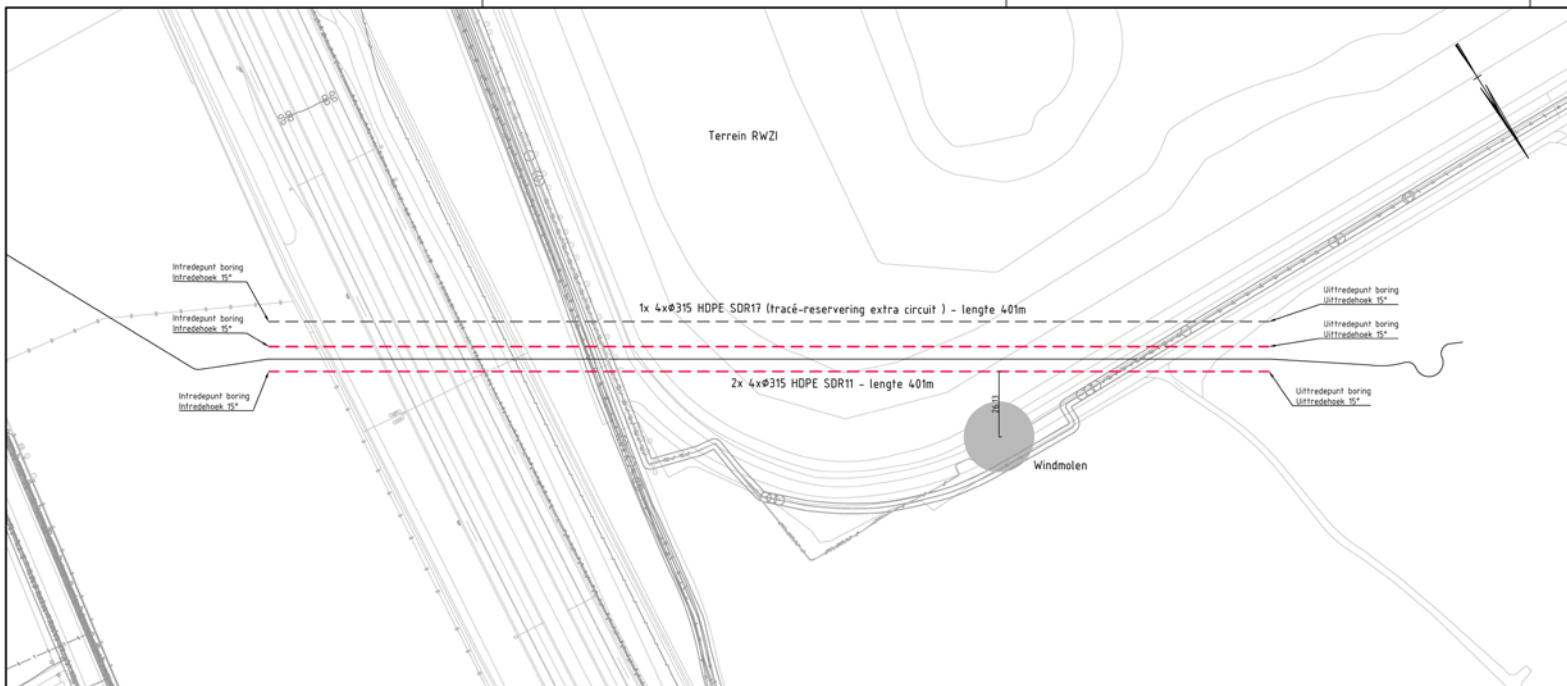 Terrein RWZI
Intredepunt boring
Intredehoek 15°
1x 4xø315 HDPE SDR17 (tracé-reservering extra circuit ) - lengte 401m
Uittredepunt boring
Uittredehoek 15°
Intredepunt boring
Intredehoek 15°
Uittredepunt boring
Uittredehoek 15°
2x 4xø315 HDPE SDR11 - lengte 401m
Intredepunt boring
Intredehoek 15°
Uittredepunt boring
Uittredehoek 15°
Windmolen